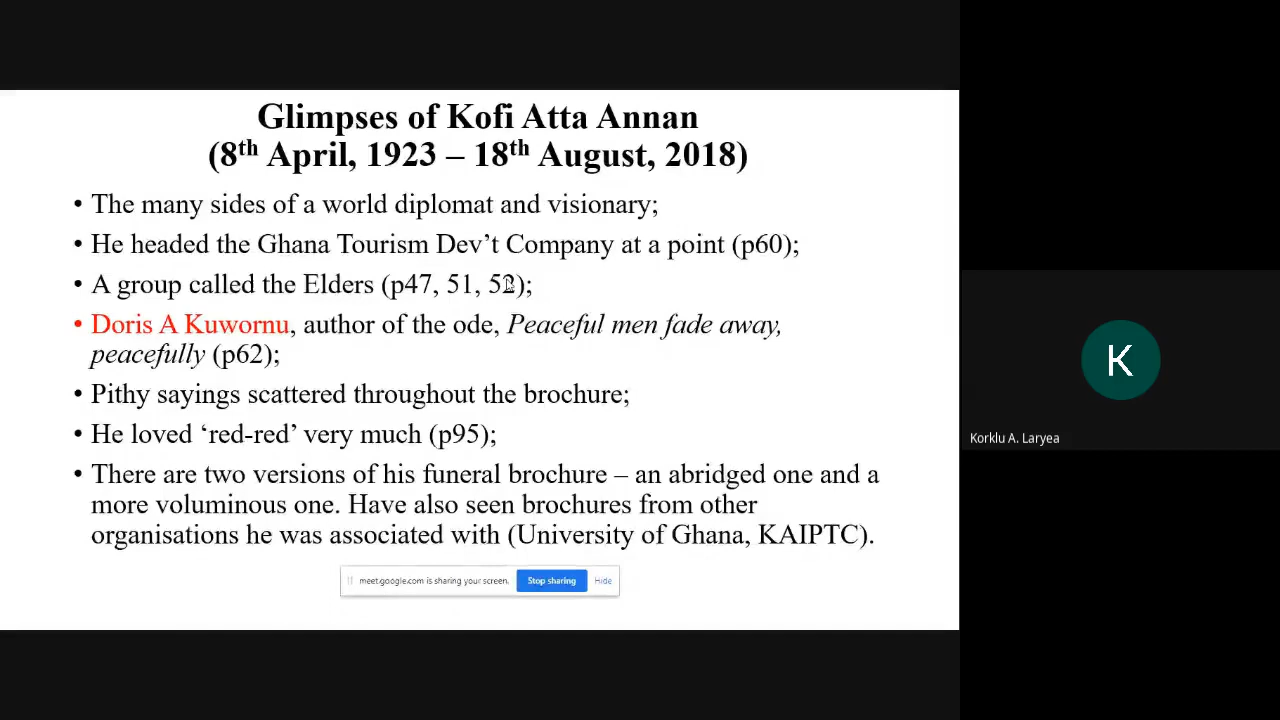 Glimpses of Kofi Atta Annan
(8th April, 1923 – 18th August, 2018)
• The many sides of a world diplomat and visionary;
• He headed the Ghana Tourism Dev’t Company at a point (p60);
• A group called the Elders (p47, 51, 52);
• Doris A Kuwornu, author of the ode, Peaceful men fade away,
peacefully (p62);
• Pithy sayings scattered throughout the brochure;
• He loved ‘red-red’ very much (p95);
• There are two versions of his funeral brochure – an abridged one and a
more voluminous one. Have also seen brochures from other
organisations he was associated with (University of Ghana, KAIPTC).
meet.google.com is sharing your screen. Stop sharing Hide
K
Korklu A. Laryea